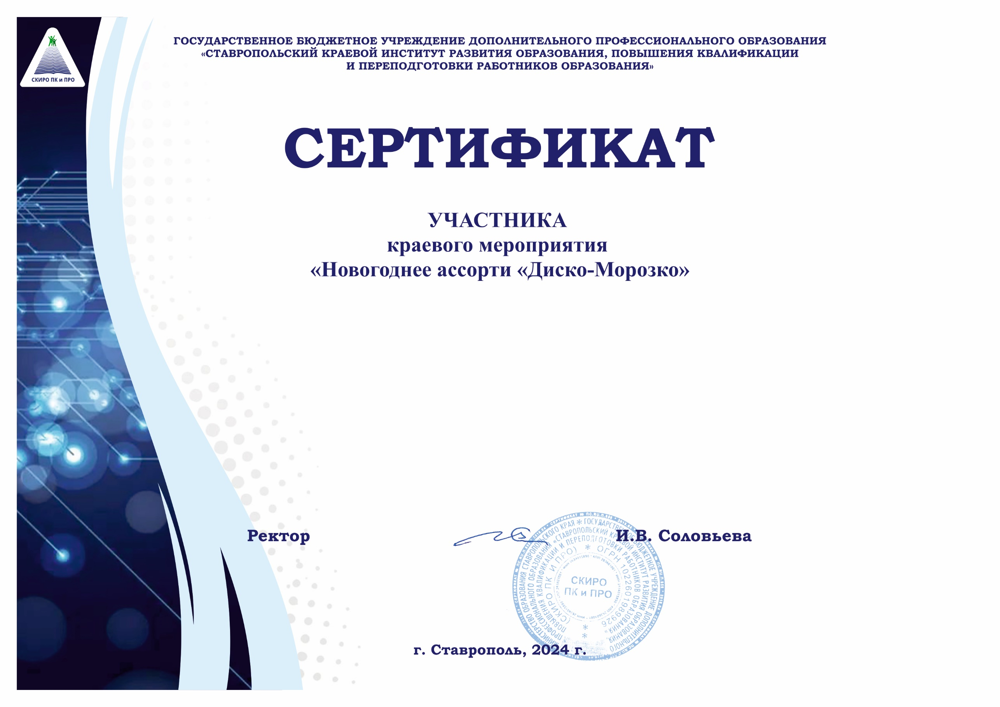 СКИРО ПК и ПРО
ГОСУДАРСТВЕННОЕ БЮДЖЕТНОЕ УЧРЕЖДЕНИЕ ДОПОЛНИТЕЛЬНОГО ПРОФЕССИОНАЛЬНОГО ОБРАЗОВАНИЯ
«СТАВРОПОЛЬСКИЙ КРАЕВОЙ ИНСТИТУТ РАЗВИТИЯ ОБРАЗОВАНИЯ, ПОВЫШЕНИЯ КВАЛИФИКАЦИИ
И ПЕРЕПОДГОТОВКИ РАБОТНИКОВ ОБРАЗОВАНИЯ»
СЕРТИФИКАТ
УЧАСТНИКА
краевого мероприятия
«Новогоднее ассорти «Диско-Морозко»
Ректор
И.В. Соловьева
МИНИСТЕРСТВО ОБРАЗОВАНИЯ СТАВРОПОЛЬСКОГО КРАЯ * ГОСУДАРСТВЕННОЕ БЮДЖЕТНОЕ УЧРЕЖДЕНИЕ ДОПОЛНИТЕЛЬНОГО
ПРОФЕССИОНАЛЬНОГО ОБРАЗОВАНИЯ «СТАВРОПОЛЬСКИЙ КРАЕВОЙ ИНСТИТУТ РАЗВИТИЯ ОБРАЗОВАНИЯ,
ПОВЫШЕНИЯ КВАЛИФИКАЦИИ И ПЕРЕПОДГОТОВКИ РАБОТНИКОВ ОБРАЗОВАНИЯ»
(СКИРО ПК И ПРО) * ОГРН 1022601989926
СКИРО
ПК и ПРО
г. Ставрополь, 2024 г.